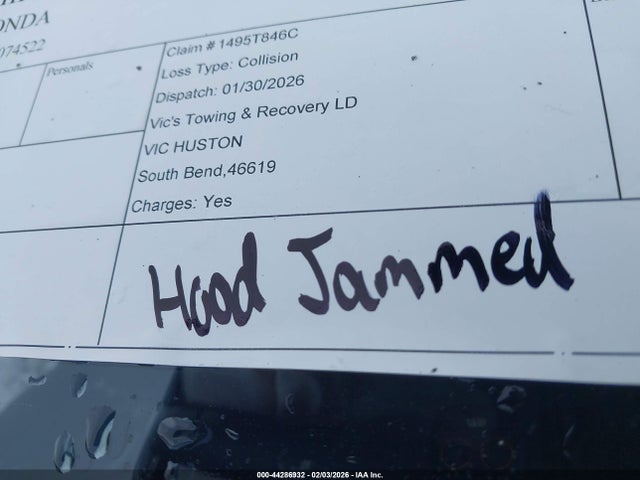 ONDA
074522
Personals
Claim # 1495T846C
Loss Type: Collision
Dispatch: 01/30/2026
Vic's Towing & Recovery LD
VIC HUSTON
South Bend,46619
Charges: Yes
Hood Jammed
000-44286932 - 02/03/2026 - IAA Inc.